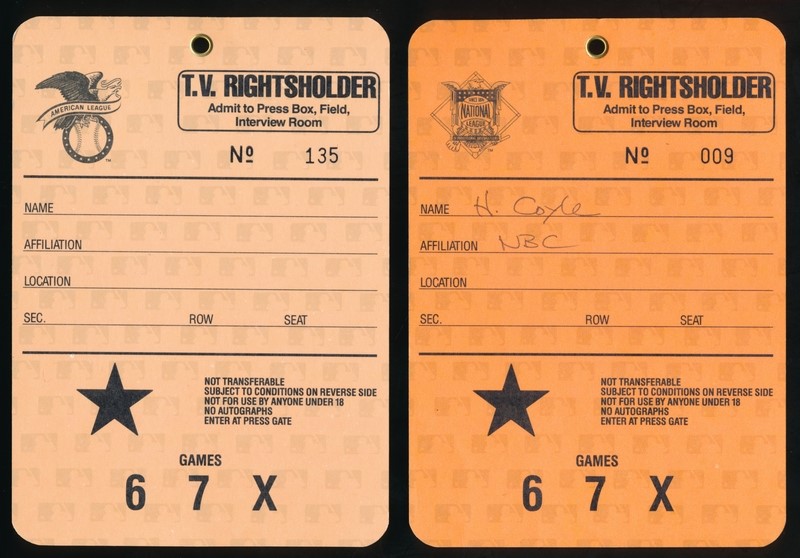 AMERICAN LEAGUE
T.V. RIGHTSHOLDER
Admit to Press Box, Field,
Interview Room
Nº 135
NAME
AFFILIATION
LOCATION
SEC. ROW SEAT
NOT TRANSFERABLE
SUBJECT TO CONDITIONS ON REVERSE SIDE
NOT FOR USE BY ANYONE UNDER 18
NO AUTOGRAPHS
ENTER AT PRESS GATE
GAMES
6 7 X
NATIONAL
LEAGUE
T.V. RIGHTSHOLDER
Admit to Press Box, Field,
Interview Room
Nº 009
NAME H. Coyle
AFFILIATION NBC
LOCATION
SEC. ROW SEAT
NOT TRANSFERABLE
SUBJECT TO CONDITIONS ON REVERSE SIDE
NOT FOR USE BY ANYONE UNDER 18
NO AUTOGRAPHS
ENTER AT PRESS GATE
GAMES
6 7 X